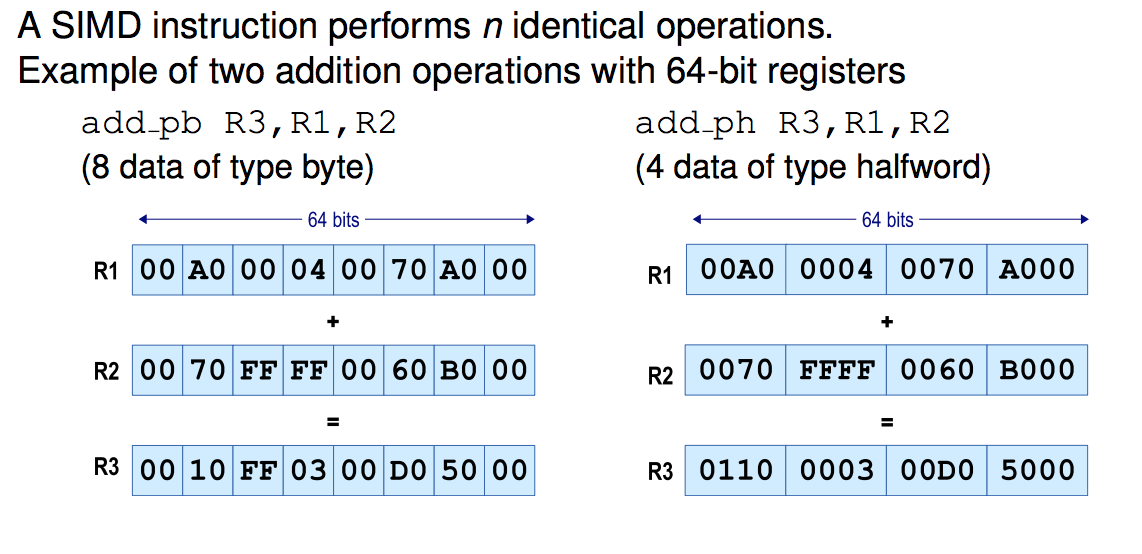 A SIMD instruction performs n identical operations.
Example of two addition operations with 64-bit registers
add_pb R3,R1,R2
(8 data of type byte)
64 bits
R1 00 A0 00 04 00 70 A0 00
+
R2 00 70 FF FF 00 60 B0 00
=
R3 00 10 FF 03 00 D0 50 00
add_ph R3,R1,R2
(4 data of type halfword)
64 bits
R1 00A0 0004 0070 A000
+
R2 0070 FFFF 0060 B000
=
R3 0110 0003 00D0 5000